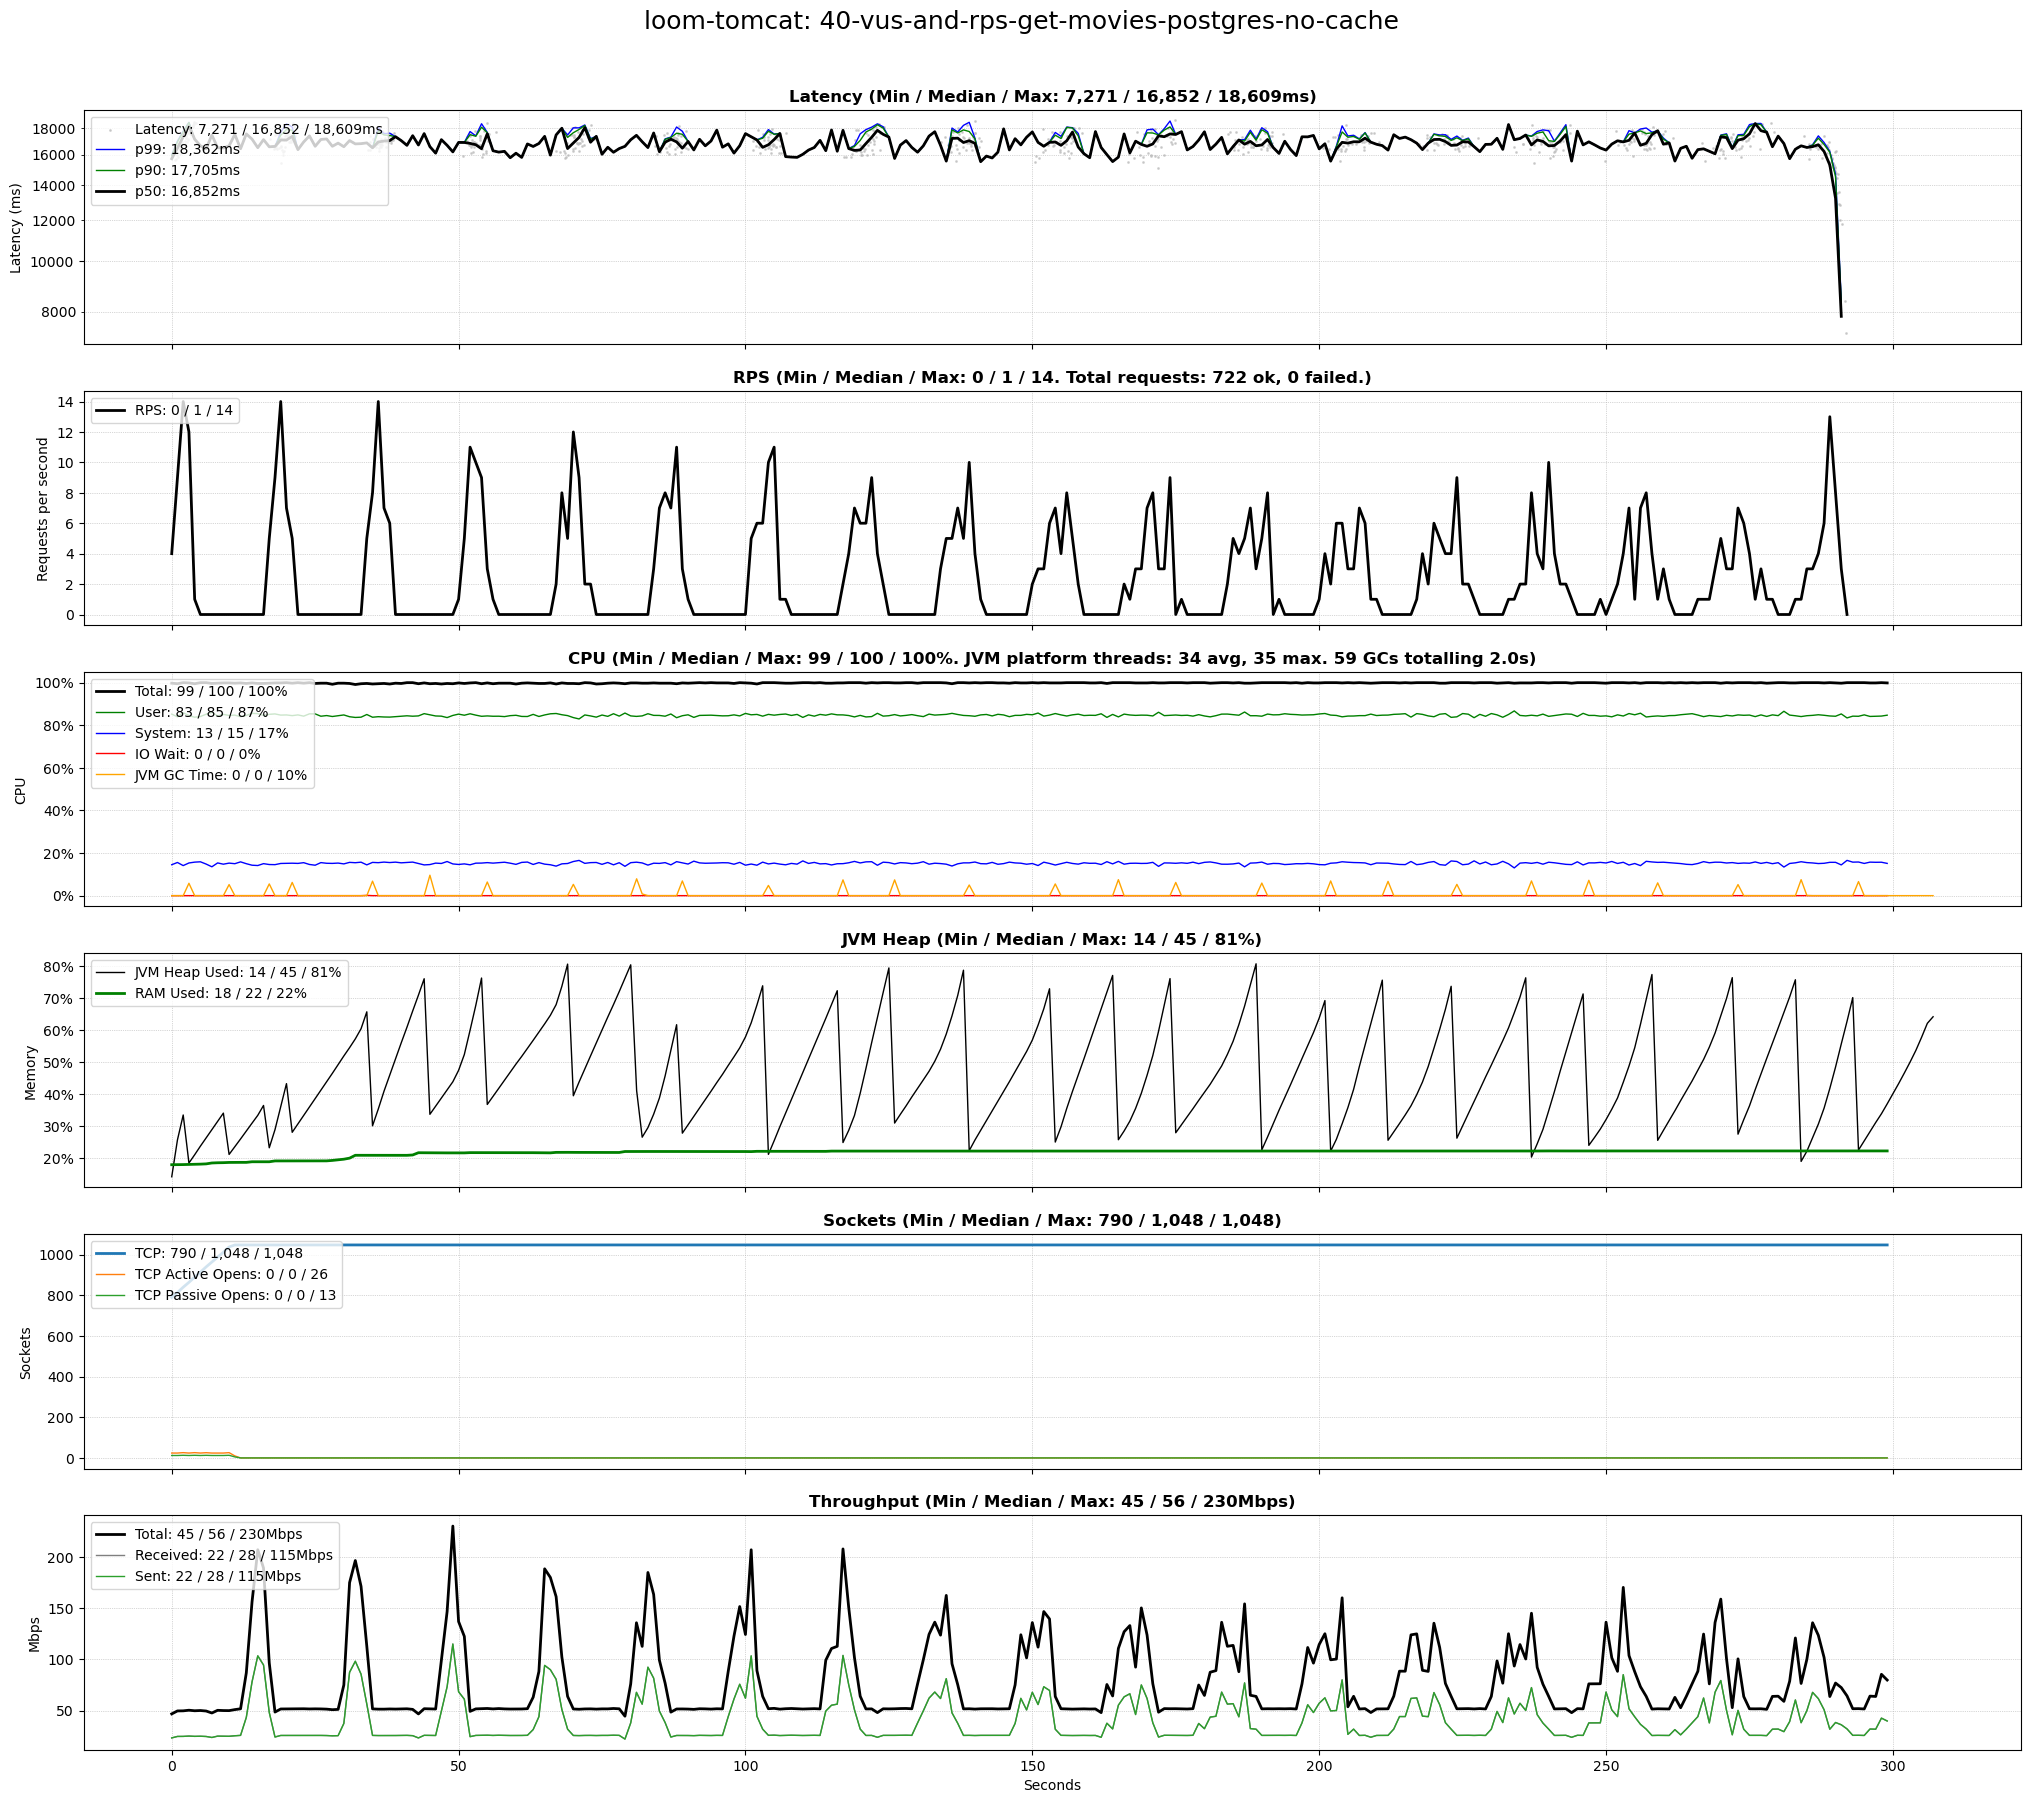 loom-tomcat: 40-vus-and-rps-get-movies-postgres-no-cache
Latency (Min / Median / Max: 7,271 / 16,852 / 18,609ms)
Latency (ms)
18000
16000
14000
12000
10000
8000
Latency: 7,271 / 16,852 / 18,609ms
p99: 18,362ms
p90: 17,705ms
p50: 16,852ms
RPS (Min / Median / Max: 0 / 1 / 14. Total requests: 722 ok, 0 failed.)
Requests per second
14
12
10
8
6
4
2
0
RPS: 0 / 1 / 14
CPU (Min / Median / Max: 99 / 100 / 100%. JVM platform threads: 34 avg, 35 max. 59 GCs totalling 2.0s)
CPU
100%
80%
60%
40%
20%
0%
Total: 99 / 100 / 100%
User: 83 / 85 / 87%
System: 13 / 15 / 17%
IO Wait: 0 / 0 / 0%
JVM GC Time: 0 / 0 / 10%
JVM Heap (Min / Median / Max: 14 / 45 / 81%)
Memory
80%
70%
60%
50%
40%
30%
20%
JVM Heap Used: 14 / 45 / 81%
RAM Used: 18 / 22 / 22%
Sockets (Min / Median / Max: 790 / 1,048 / 1,048)
Sockets
1000
800
600
400
200
0
TCP: 790 / 1,048 / 1,048
TCP Active Opens: 0 / 0 / 26
TCP Passive Opens: 0 / 0 / 13
Throughput (Min / Median / Max: 45 / 56 / 230Mbps)
Mbps
200
150
100
50
Total: 45 / 56 / 230Mbps
Received: 22 / 28 / 115Mbps
Sent: 22 / 28 / 115Mbps
0 50 100 150 200 250 300
Seconds